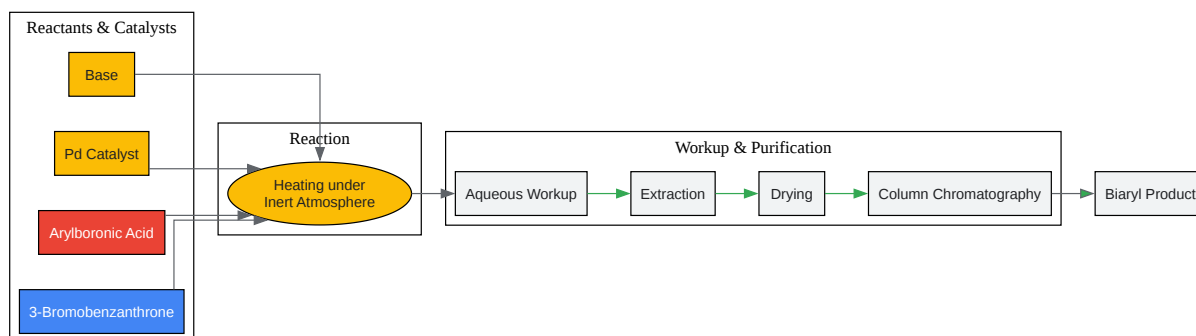 Reactants & Catalysts
Base
Pd Catalyst
Arylboronic Acid
3-Bromobenzanthrone
Reaction
Heating under
Inert Atmosphere
Workup & Purification
Aqueous Workup
Extraction
Drying
Column Chromatography
Biaryl Product